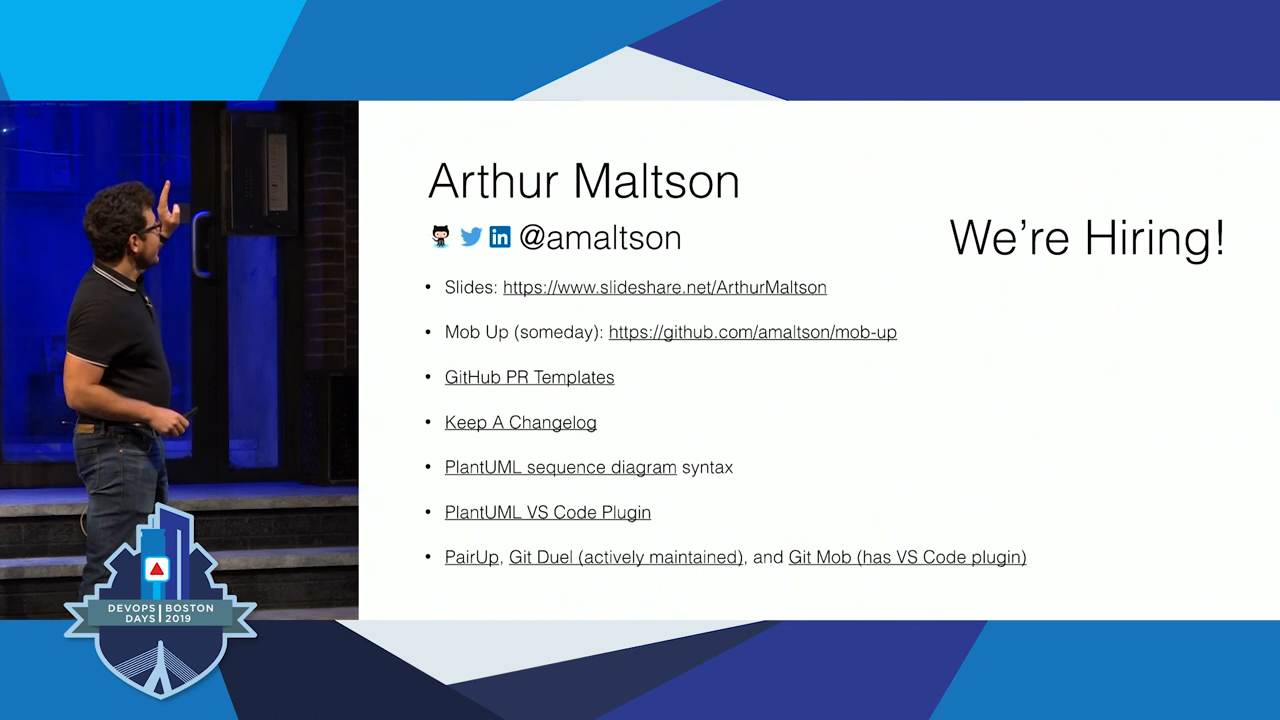 Arthur Maltson
@amaltson
We're Hiring!
• Slides: https://www.slideshare.net/ArthurMaltson
• Mob Up (someday): https://github.com/amaltson/mob-up
• GitHub PR Templates
• Keep A Changelog
• PlantUML sequence diagram syntax
• PlantUML VS Code Plugin
• PairUp, Git Duel (actively maintained), and Git Mob (has VS Code plugin)
DEVOPS BOSTON
DAYS 2019